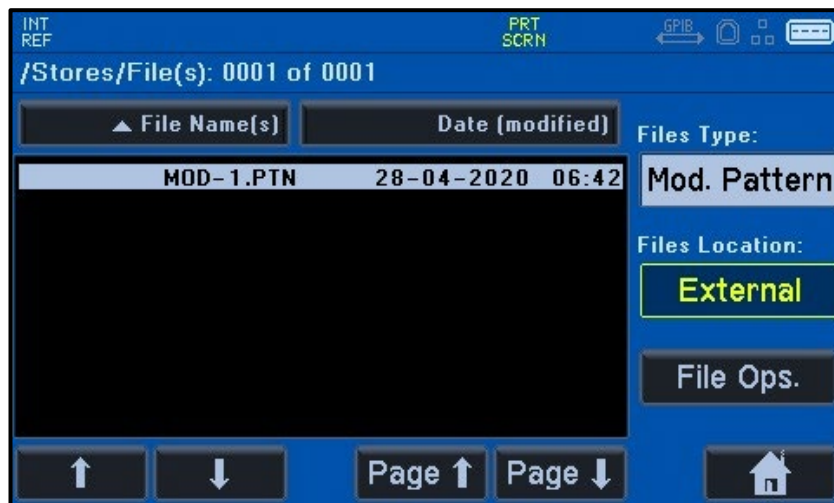 INT
REF
PRT
SCRN
GPIB
/Stores/File(s): 0001 of 0001
▲ File Name(s)
Date (modified)
Files Type:
MOD-1.PTN 28-04-2020 06:42
Mod. Pattern
Files Location:
External
File Ops.
↑
↓
Page ↑
Page ↓